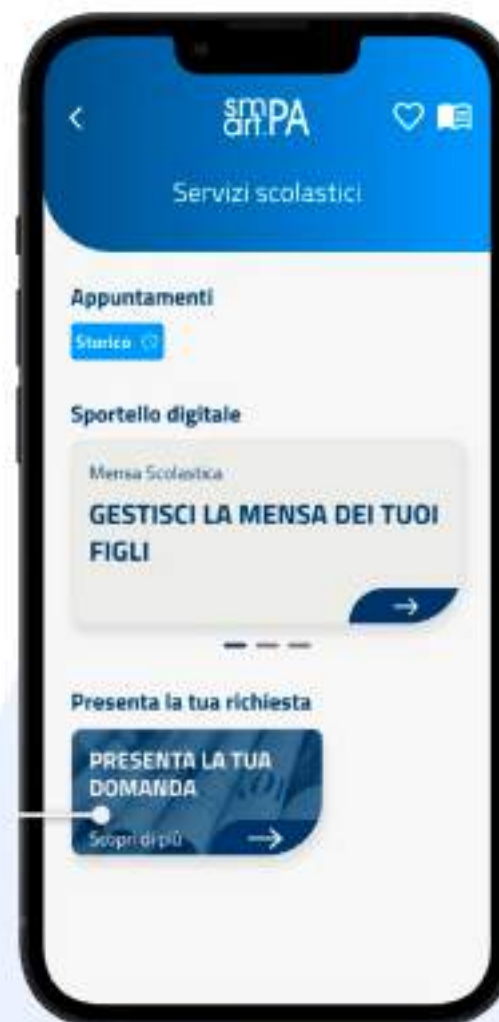 smart.PA
Servizi scolastici
Appuntamenti
Storico
Sportello digitale
Mensa Scolastica
GESTISCI LA MENSA DEI TUOI
FIGLI
Presenta la tua richiesta
PRESENTA LA TUA
DOMANDA
Scopri di più